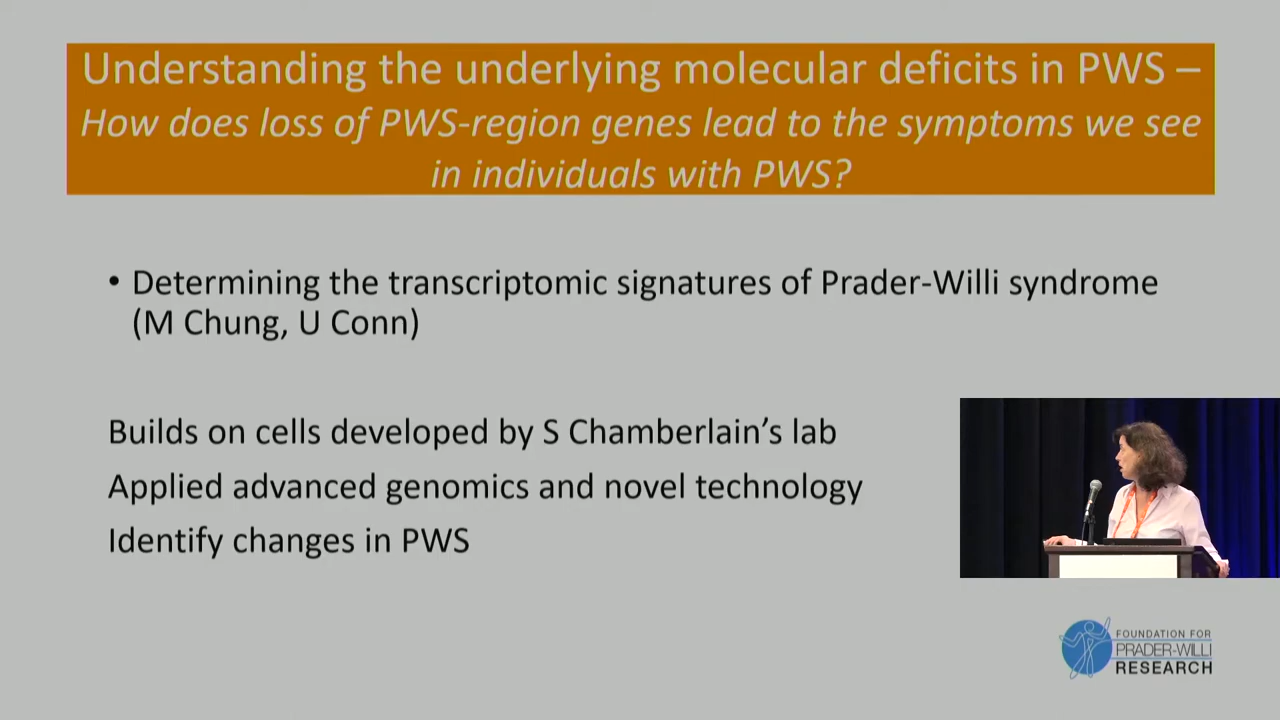 Understanding the underlying molecular deficits in PWS –
How does loss of PWS-region genes lead to the symptoms we see
in individuals with PWS?
• Determining the transcriptomic signatures of Prader-Willi syndrome
(M Chung, U Conn)
Builds on cells developed by S Chamberlain’s lab
Applied advanced genomics and novel technology
Identify changes in PWS
FOUNDATION FOR
PRADER-WILLI
RESEARCH